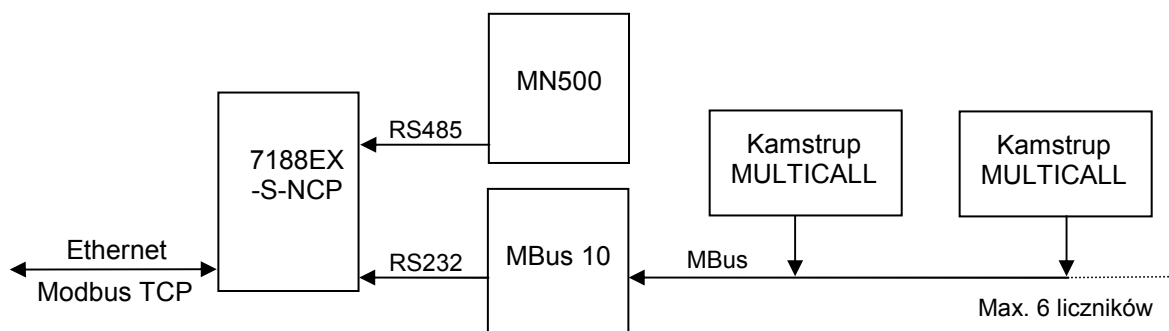 MN500
RS485
7188EX
-S-NCP
Kamstrup
MULTICALL
Kamstrup
MULTICALL
Ethernet
Modbus TCP
RS232
MBus 10
MBus
Max. 6 liczników